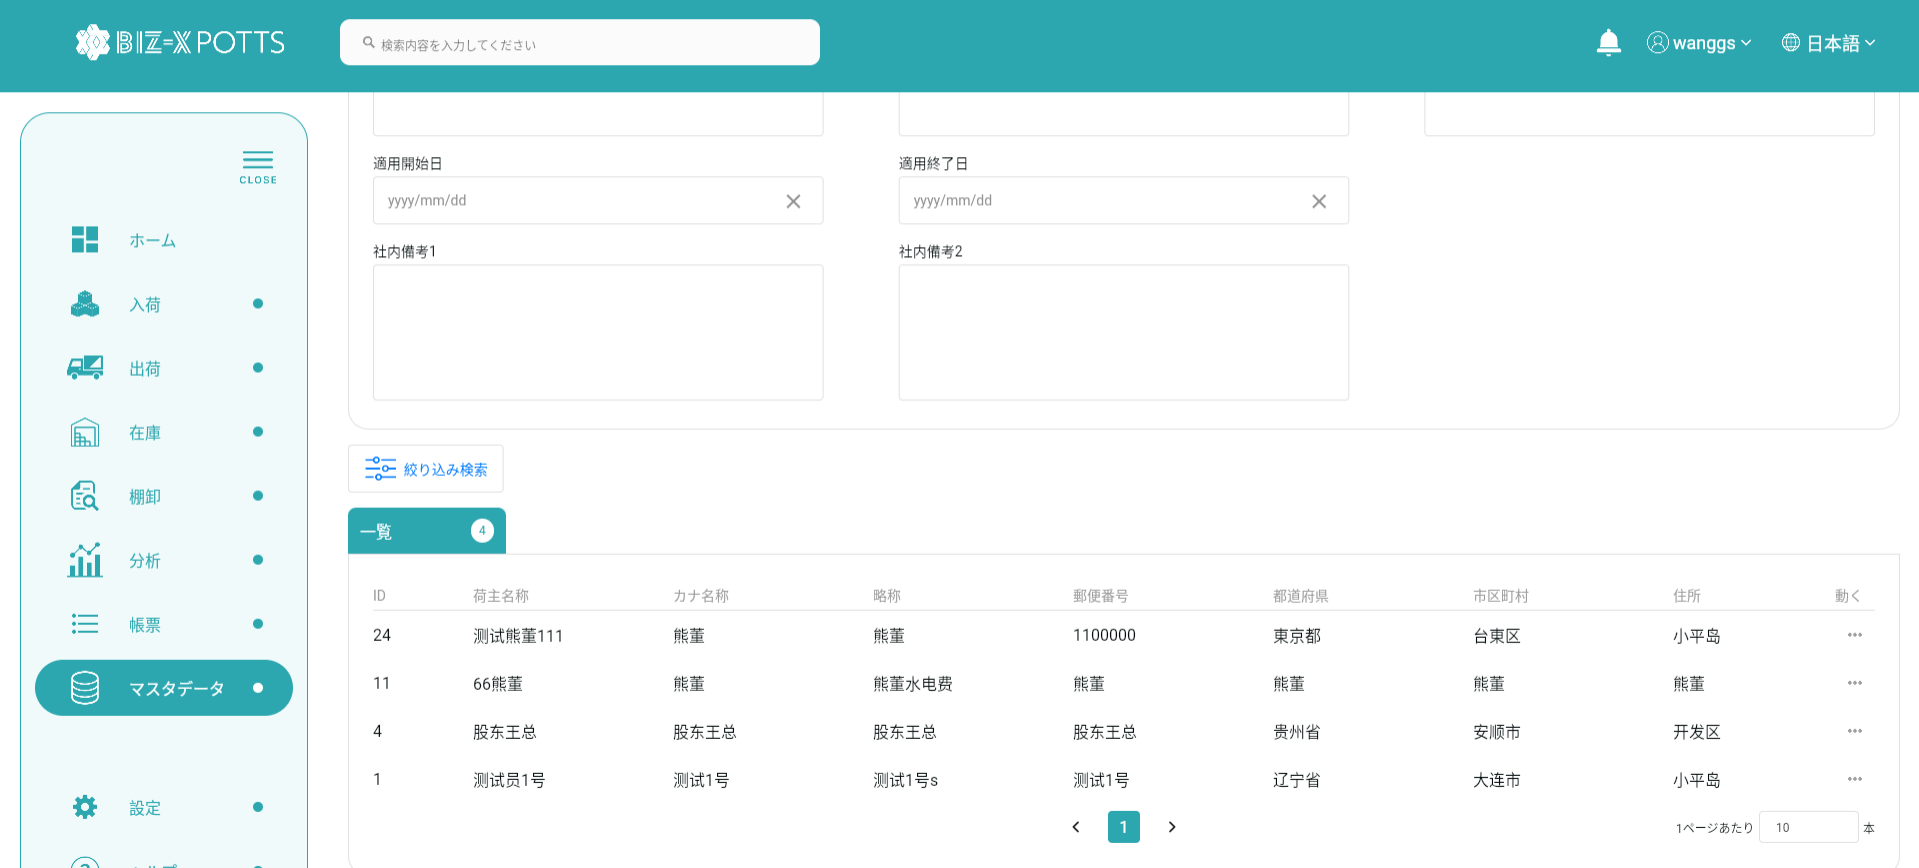 BIZ=X POTTS
検索内容を入力してください
wanggs
日本語
CLOSE
ホーム
入荷
出荷
在庫
棚卸
分析
帳票
マスタデータ
設定
適用開始日
適用終了日
yyyy/mm/dd
yyyy/mm/dd
社内備考1
社内備考2
絞り込み検索
一覧 4
ID 荷主名称 カナ名称 略称 郵便番号 都道府県 市区町村 住所 動く
24 测试熊董111 熊董 熊董 1100000 東京都 台東区 小平岛
11 66熊董 熊董 熊董水电费 熊董 熊董 熊董 熊董
4 股东王总 股东王总 股东王总 股东王总 贵州省 安顺市 开发区
1 测试员1号 测试1号 测试1号s 测试1号 辽宁省 大连市 小平岛
1
1ページあたり 10 本